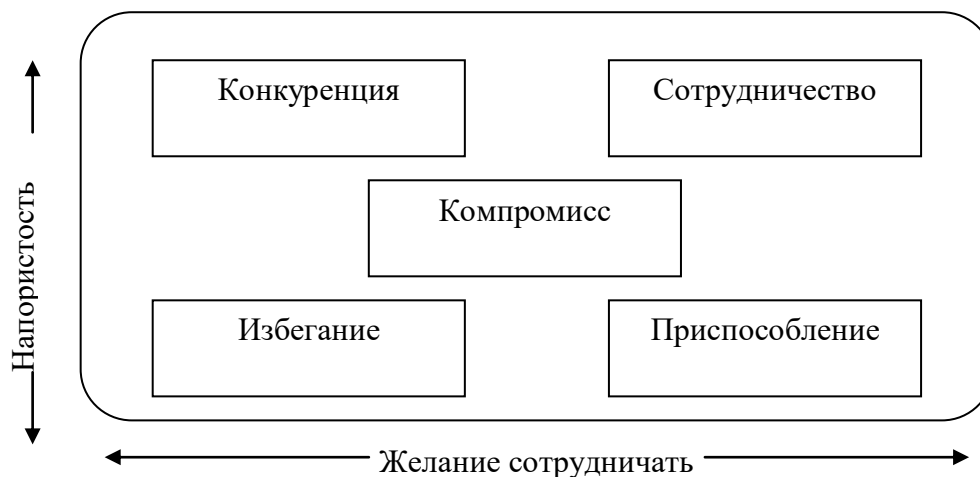 Конкуренция
Сотрудничество
Компромисс
Избегание
Приспособление
Напористость
Желание сотрудничать